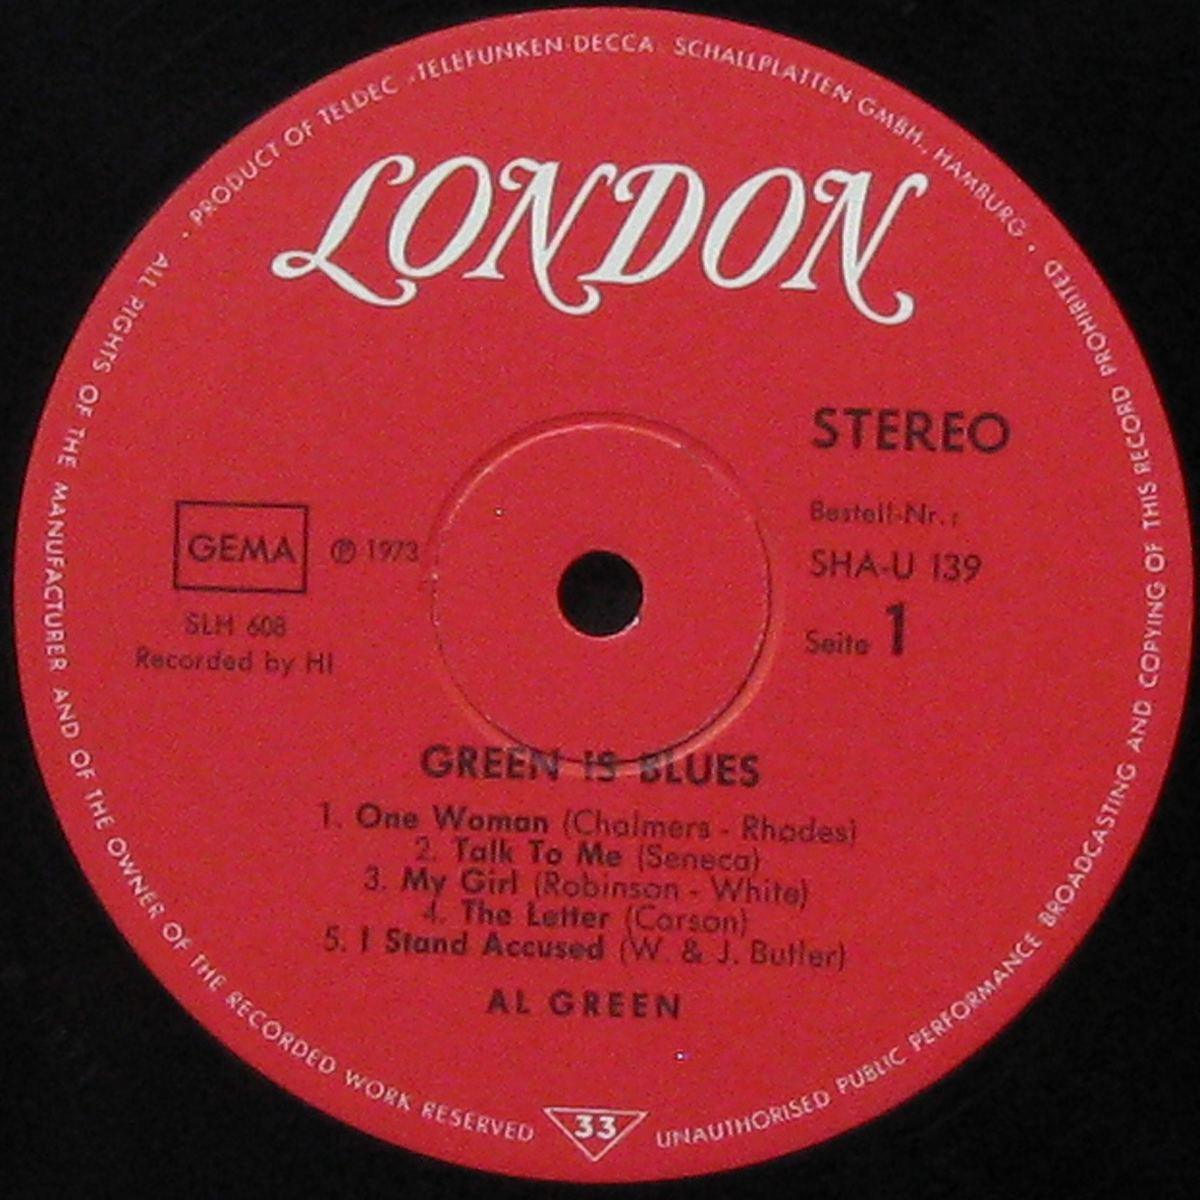 · PRODUCT OF TELDEC „TELEFUNKEN-DECCA SCHALLPLATTEN GMBH., HAMBURG ·
LONDON
STEREO
GEMA
℗ 1973
Bestell-Nr.:
SHA-U 139
SLH 608
Recorded by HI
Seite 1
GREEN IS BLUES
1. One Woman (Chalmers - Rhodes)
2. Talk To Me (Seneca)
3. My Girl (Robinson - White)
4. The Letter (Carson)
5. I Stand Accused (W. & J. Butler)
AL GREEN
ALL RIGHTS OF THE MANUFACTURER AND OF THE OWNER OF THE RECORDED WORK RESERVED
33
UNAUTHORISED PUBLIC PERFORMANCE BROADCASTING AND COPYING OF THIS RECORD PROHIBITED